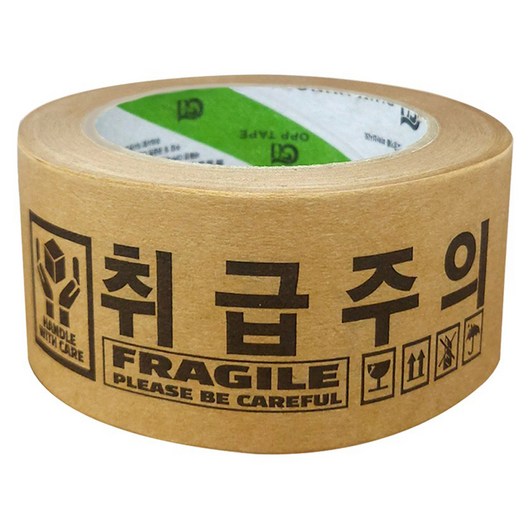 취급주의
HANDLE
WITH CARE
FRAGILE
PLEASE BE CAREFUL
OPP TAPE